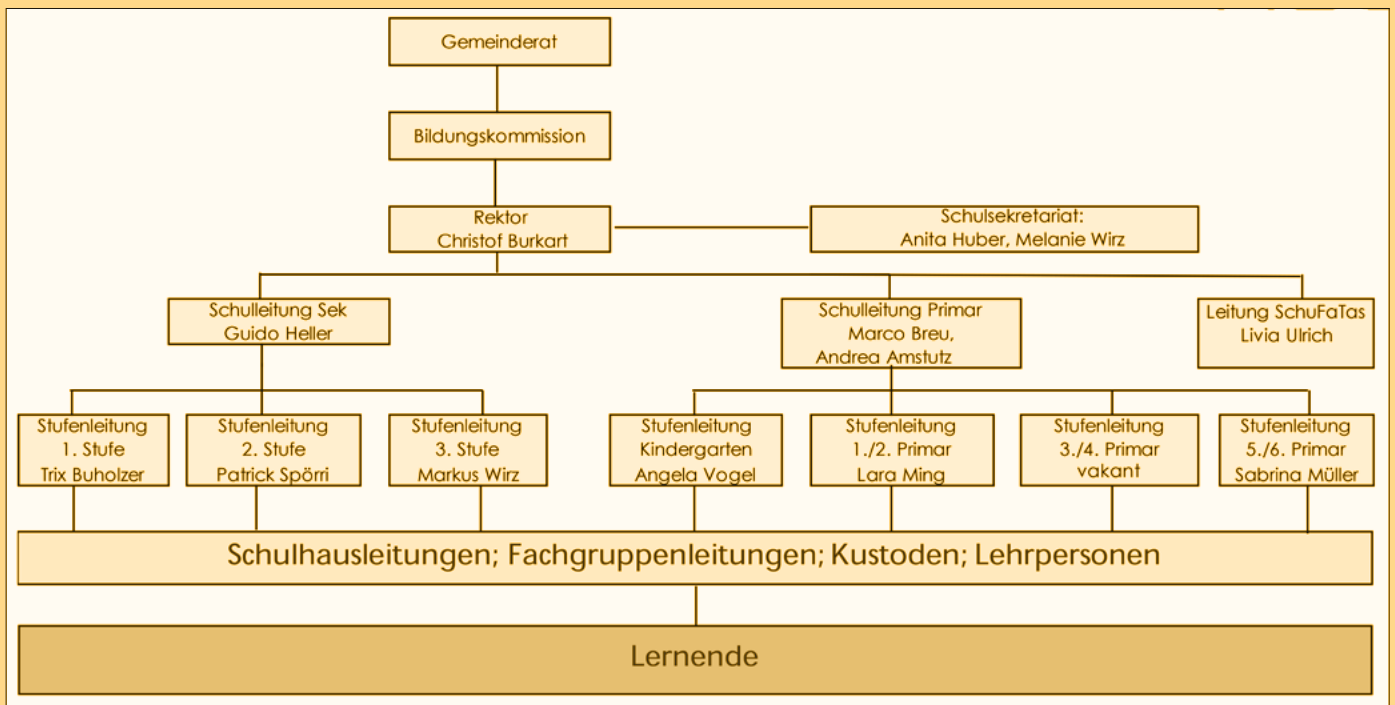 Gemeinderat
Bildungskommission
Rektor
Christof Burkart
Schulsekretariat:
Anita Huber, Melanie Wirz
Schulleitung Sek
Guido Heller
Schulleitung Primar
Marco Breu,
Andrea Amstutz
Leitung SchuFaTas
Livia Ulrich
Stufenleitung
1. Stufe
Trix Buholzer
Stufenleitung
2. Stufe
Patrick Spörri
Stufenleitung
3. Stufe
Markus Wirz
Stufenleitung
Kindergarten
Angela Vogel
Stufenleitung
1./2. Primar
Lara Ming
Stufenleitung
3./4. Primar
vakant
Stufenleitung
5./6. Primar
Sabrina Müller
Schulhausleitungen; Fachgruppenleitungen; Kustoden; Lehrpersonen
Lernende